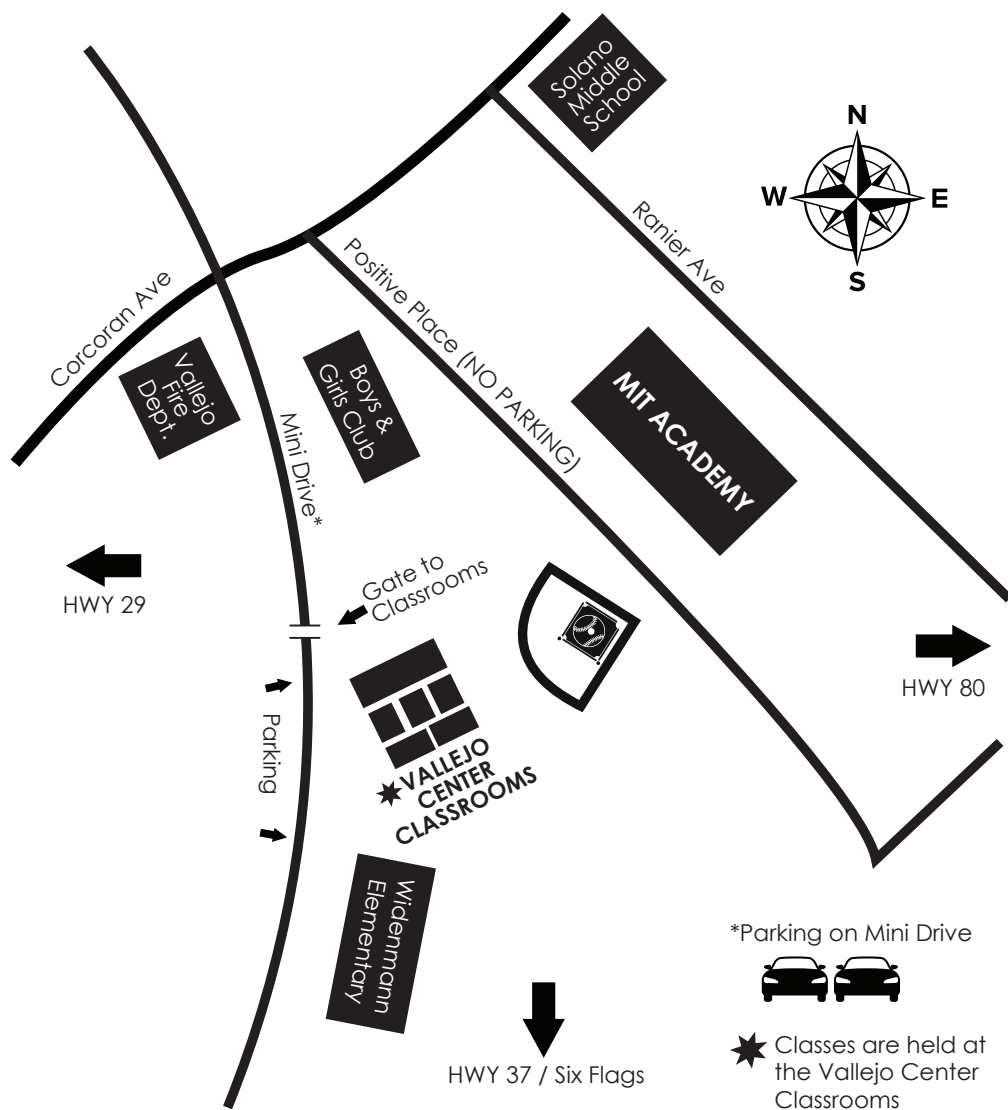 Solano
Middle
School
N
W
E
S
Ranier Ave
Positive Place (NO PARKING)
Corcoran Ave
Vallejo
Fire
Dept.
Boys &
Girls Club
Mini Drive*
MIT ACADEMY
HWY 29
Gate to
Classrooms
HWY 80
Parking
VALLEJO
CENTER
CLASSROOMS
Widenmann
Elementary
*Parking on Mini Drive
HWY 37 / Six Flags
Classes are held at
the Vallejo Center
Classrooms